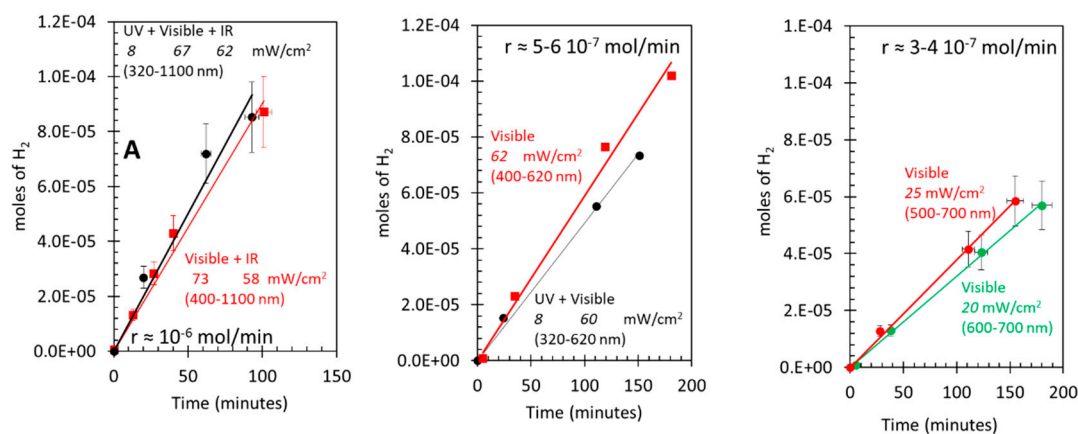 1.2E-04
1.0E-04
8.0E-05
6.0E-05
4.0E-05
2.0E-05
0.0E+00
moles of H2
UV + Visible + IR
8 67 62 mW/cm2
(320-1100 nm)
A
Visible + IR
73 58 mW/cm2
(400-1100 nm)
r ≈ 10-6 mol/min
0 50 100 150
Time (minutes)
1.2E-04
1.0E-04
8.0E-05
6.0E-05
4.0E-05
2.0E-05
0.0E+00
moles of H2
r ≈ 5-6 10-7 mol/min
Visible
62 mW/cm2
(400-620 nm)
UV + Visible
8 60 mW/cm2
(320-620 nm)
0 50 100 150 200
Time (minutes)
1.E-04
1.E-04
8.E-05
6.E-05
4.E-05
2.E-05
0.E+00
moles of H2
r ≈ 3-4 10-7 mol/min
Visible
25 mW/cm2
(500-700 nm)
Visible
20 mW/cm2
(600-700 nm)
0 50 100 150 200
Time (minutes)